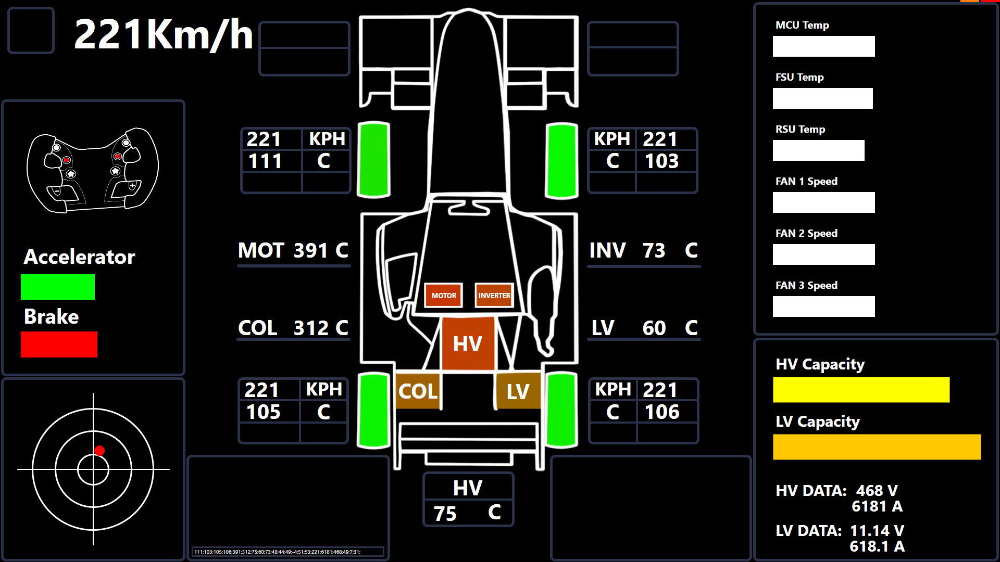 221Km/h
221 KPH
111 C
KPH 221
C 103
MOT 391 C
INV 73 C
COL 312 C
LV 60 C
MOTOR
INVERTER
HV
COL
LV
221 KPH
105 C
KPH 221
C 106
HV
75 C
Accelerator
Brake
111;103;105;106;391;312;75;60;73;48;44;49;-4;51;53;221;6181;468;49;7;31;
MCU Temp
FSU Temp
RSU Temp
FAN 1 Speed
FAN 2 Speed
FAN 3 Speed
HV Capacity
LV Capacity
HV DATA: 468 V
6181 A
LV DATA: 11.14 V
618.1 A